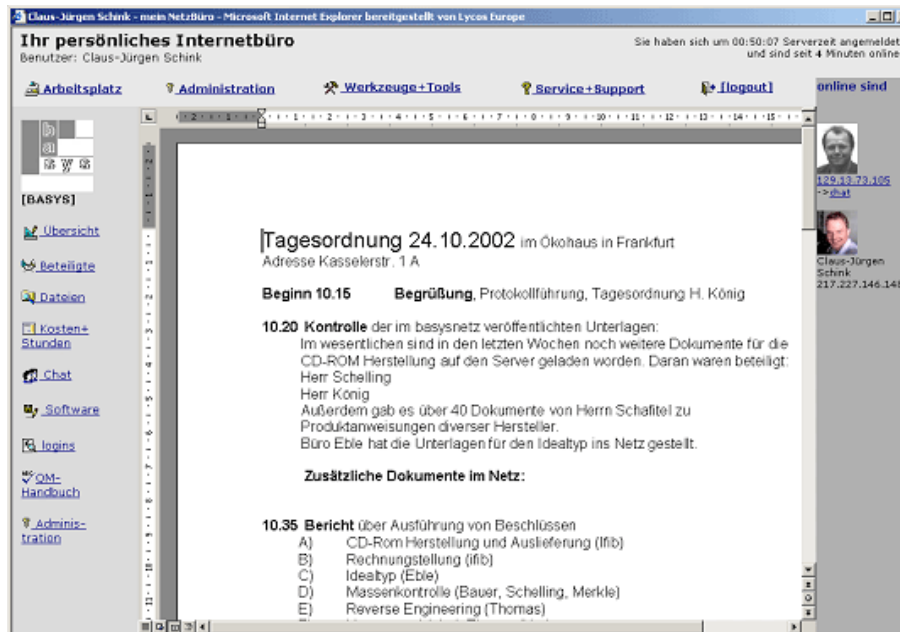 Claus-Jürgen Schink - mein NetzBüro - Microsoft Internet Explorer bereitgestellt von Lycos Europe
Ihr persönliches Internetbüro
Benutzer: Claus-Jürgen Schink
Sie haben sich um 00:50:07 Serverzeit angemeldet
und sind seit 4 Minuten online
Arbeitsplatz
Administration
Werkzeuge+Tools
Service+Support
[logout]
online sind
ba
sys
[BASYS]
Übersicht
Beteiligte
Dateien
Kosten+
Stunden
Chat
Software
logins
QM-
Handbuch
Adminis-
tration
Tagesordnung 24.10.2002 im Ökohaus in Frankfurt
Adresse Kasselerstr. 1 A
Beginn 10.15 Begrüßung, Protokollführung, Tagesordnung H. König
10.20 Kontrolle der im basysnetz veröffentlichten Unterlagen:
Im wesentlichen sind in den letzten Wochen noch weitere Dokumente für die
CD-ROM Herstellung auf den Server geladen worden. Daran waren beteiligt:
Herr Schelling
Herr König
Außerdem gab es über 40 Dokumente von Herrn Schafitel zu
Produktanweisungen diverser Hersteller.
Büro Eble hat die Unterlagen für den Idealtyp ins Netz gestellt.
Zusätzliche Dokumente im Netz:
10.35 Bericht über Ausführung von Beschlüssen
A) CD-Rom Herstellung und Auslieferung (Ifib)
B) Rechnungstellung (ifib)
C) Idealtyp (Eble)
D) Massenkontrolle (Bauer, Schelling, Merkle)
E) Reverse Engineering (Thomas)
129.13.73.105
->chat
Claus-Jürgen
Schink
217.227.146.148